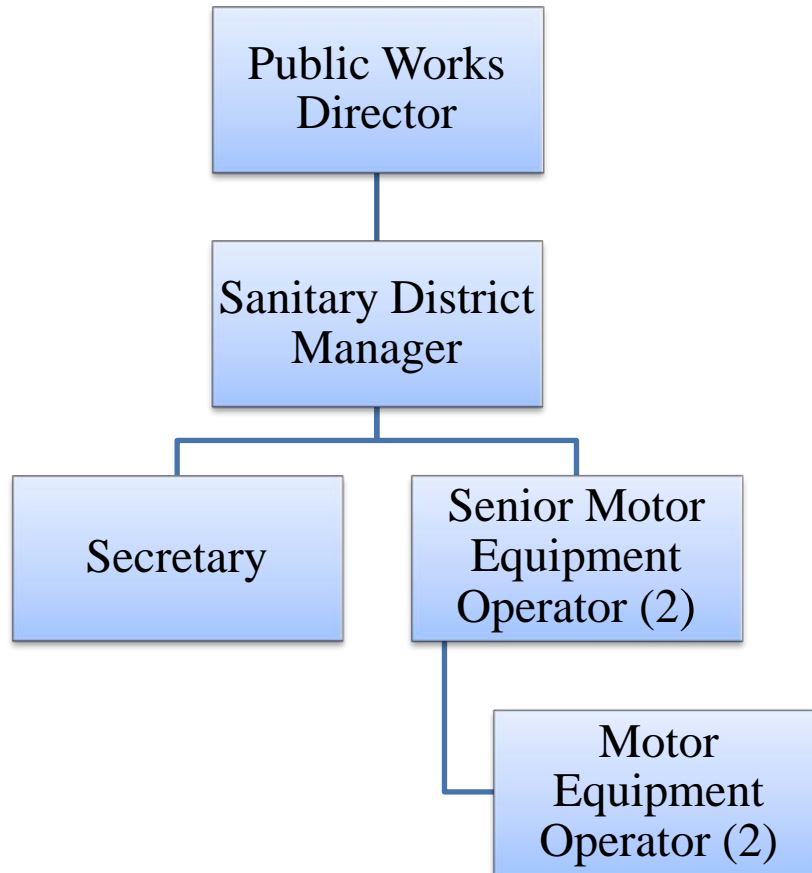 Public Works
Director
Sanitary District
Manager
Secretary
Senior Motor
Equipment
Operator (2)
Motor
Equipment
Operator (2)